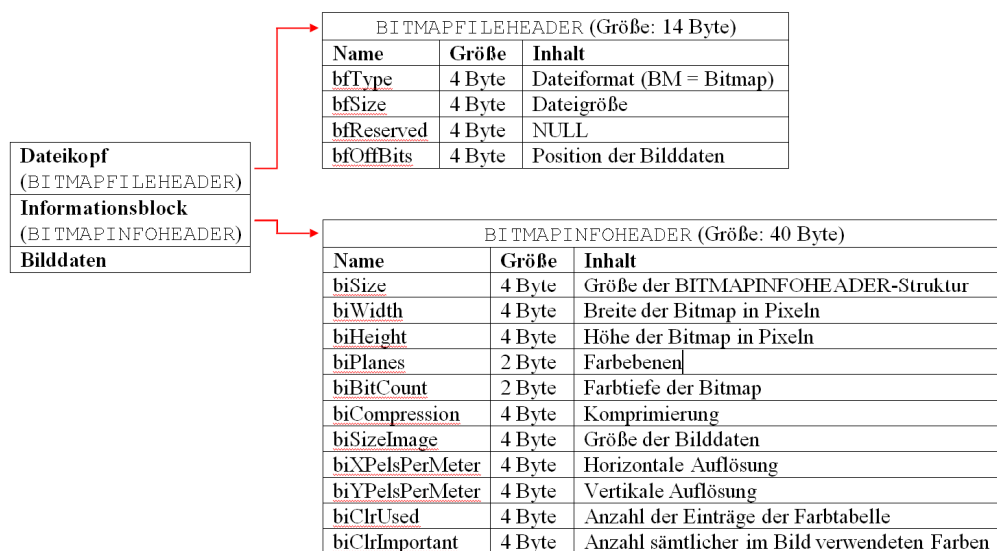 BITMAPFILEHEADER (Größe: 14 Byte)
Name Größe Inhalt
bfType 4 Byte Dateiformat (BM = Bitmap)
bfSize 4 Byte Dateigröße
bfReserved 4 Byte NULL
bfOffBits 4 Byte Position der Bilddaten
Dateikopf
(BITMAPFILEHEADER)
Informationsblock
(BITMAPINFOHEADER)
Bilddaten
BITMAPINFOHEADER (Größe: 40 Byte)
Name Größe Inhalt
biSize 4 Byte Größe der BITMAPINFOHEADER-Struktur
biWidth 4 Byte Breite der Bitmap in Pixeln
biHeight 4 Byte Höhe der Bitmap in Pixeln
biPlanes 2 Byte Farbebenen
biBitCount 2 Byte Farbtiefe der Bitmap
biCompression 4 Byte Komprimierung
biSizeImage 4 Byte Größe der Bilddaten
biXPelsPerMeter 4 Byte Horizontale Auflösung
biYPelsPerMeter 4 Byte Vertikale Auflösung
biClrUsed 4 Byte Anzahl der Einträge der Farbtabelle
biClrImportant 4 Byte Anzahl sämtlicher im Bild verwendeten Farben